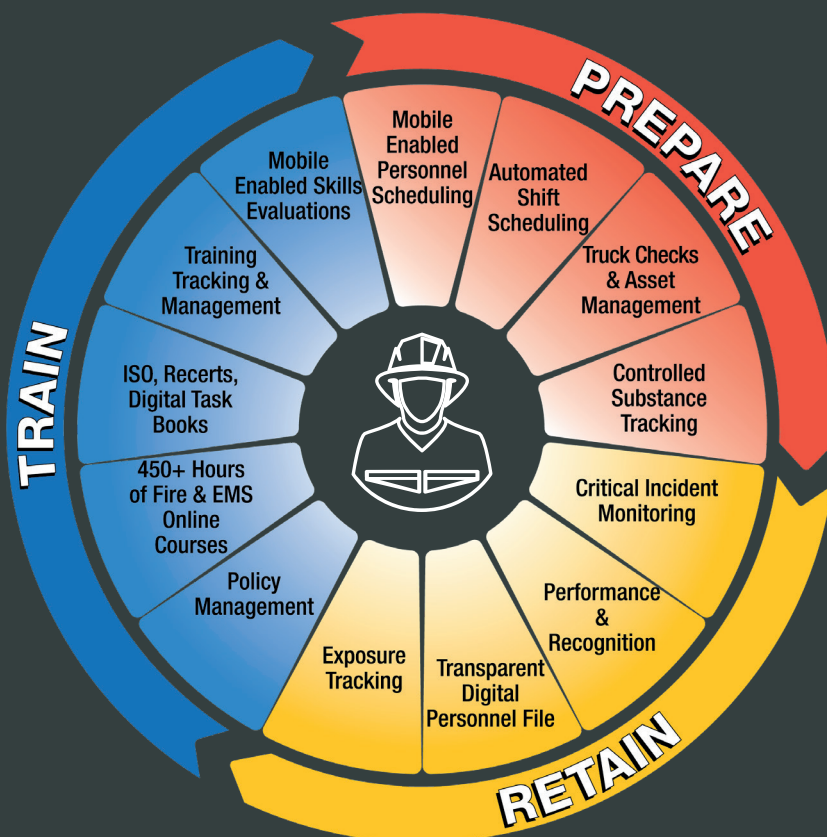 PREPARE
Mobile
Enabled
Personnel
Scheduling
Automated
Shift
Scheduling
Truck Checks
& Asset
Management
Controlled
Substance
Tracking
RETAIN
Critical Incident
Monitoring
Performance
&
Recognition
Transparent
Digital
Personnel File
Exposure
Tracking
TRAIN
Policy
Management
450+ Hours
of Fire & EMS
Online
Courses
ISO, Recerts,
Digital Task
Books
Training
Tracking &
Management
Mobile
Enabled Skills
Evaluations